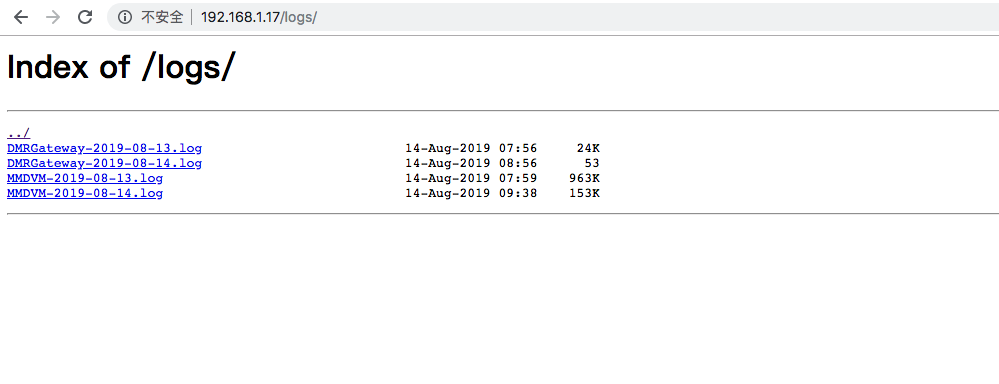 不安全 192.168.1.17/logs/
Index of /logs/
../
DMRGateway-2019-08-13.log 14-Aug-2019 07:56 24K
DMRGateway-2019-08-14.log 14-Aug-2019 08:56 53
MMDVM-2019-08-13.log 14-Aug-2019 07:59 963K
MMDVM-2019-08-14.log 14-Aug-2019 09:38 153K